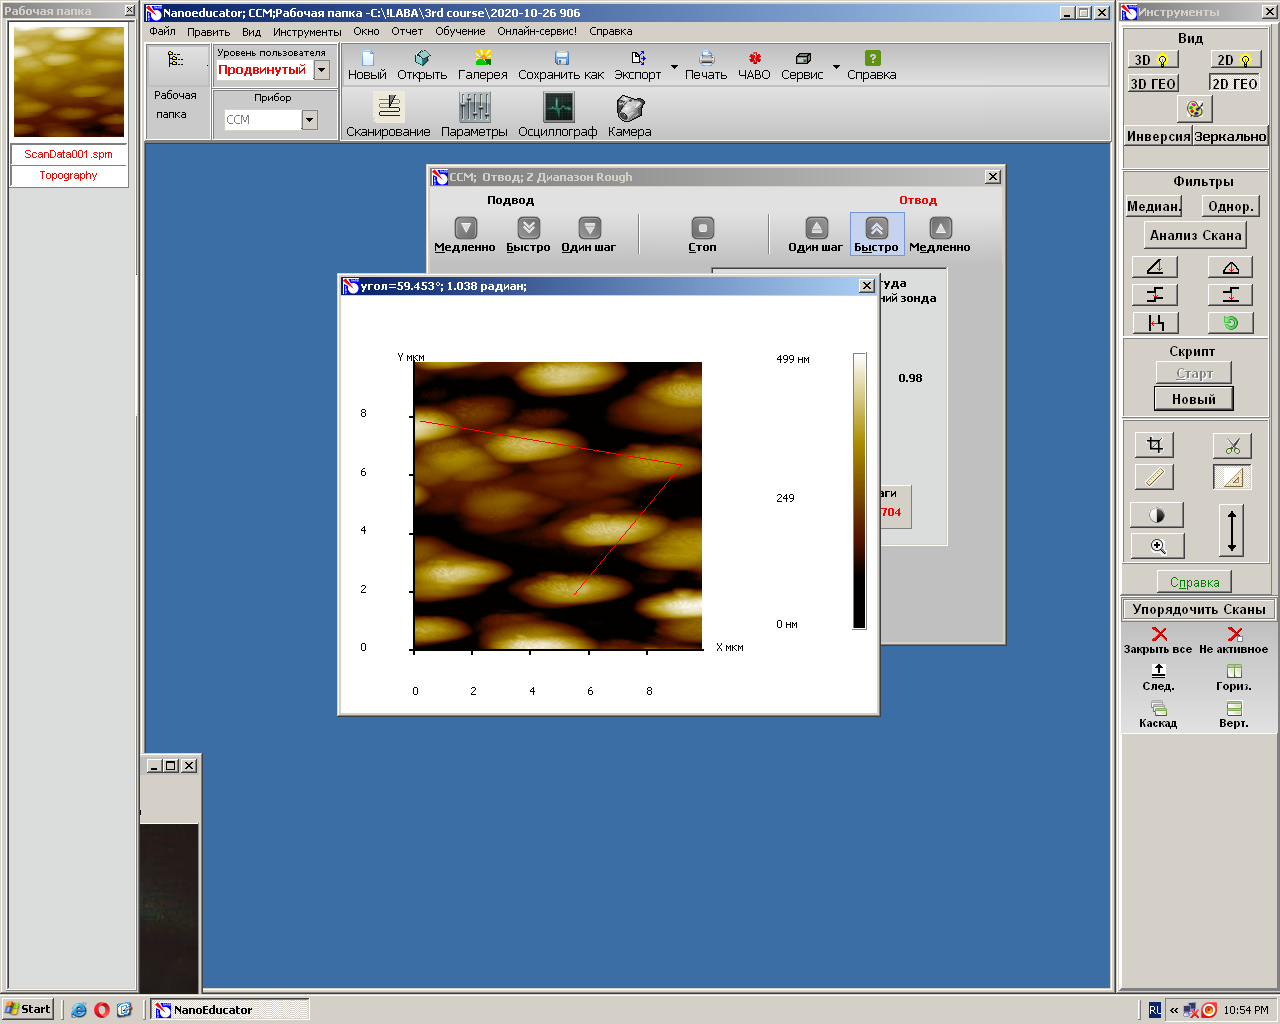 Рабочая папка
ScanData001.spm
Topography
Nanoeducator; ССМ;Рабочая папка -C:\!LABA\3rd course\2020-10-26 906
Файл Править Вид Инструменты Окно Отчет Обучение Онлайн-сервис! Справка
Рабочая
папка
Уровень пользователя
Продвинутый
Прибор
ССМ
Новый Открыть Галерея Сохранить как Экспорт Печать ЧАВО Сервис Справка
Сканирование Параметры Осциллограф Камера
ССМ; Отвод; Z Диапазон Rough
Подвод Отвод
Медленно Быстро Один шаг Стоп Один шаг Быстро Медленно
туда
ний зонда
0.98
аги
704
угол=59.453°; 1.038 радиан;
Y мкм
8
6
4
2
0
0 2 4 6 8
X мкм
499 нм
249
0 нм
Инструменты
Вид
3D 2D
3D ГЕО 2D ГЕО
Инверсия Зеркально
Фильтры
Медиан. Однор.
Анализ Скана
Скрипт
Старт
Новый
Справка
Упорядочить Сканы
Закрыть все Не активное
След. Гориз.
Каскад Верт.
Start
NanoEducator
RL
«
10:54 PM